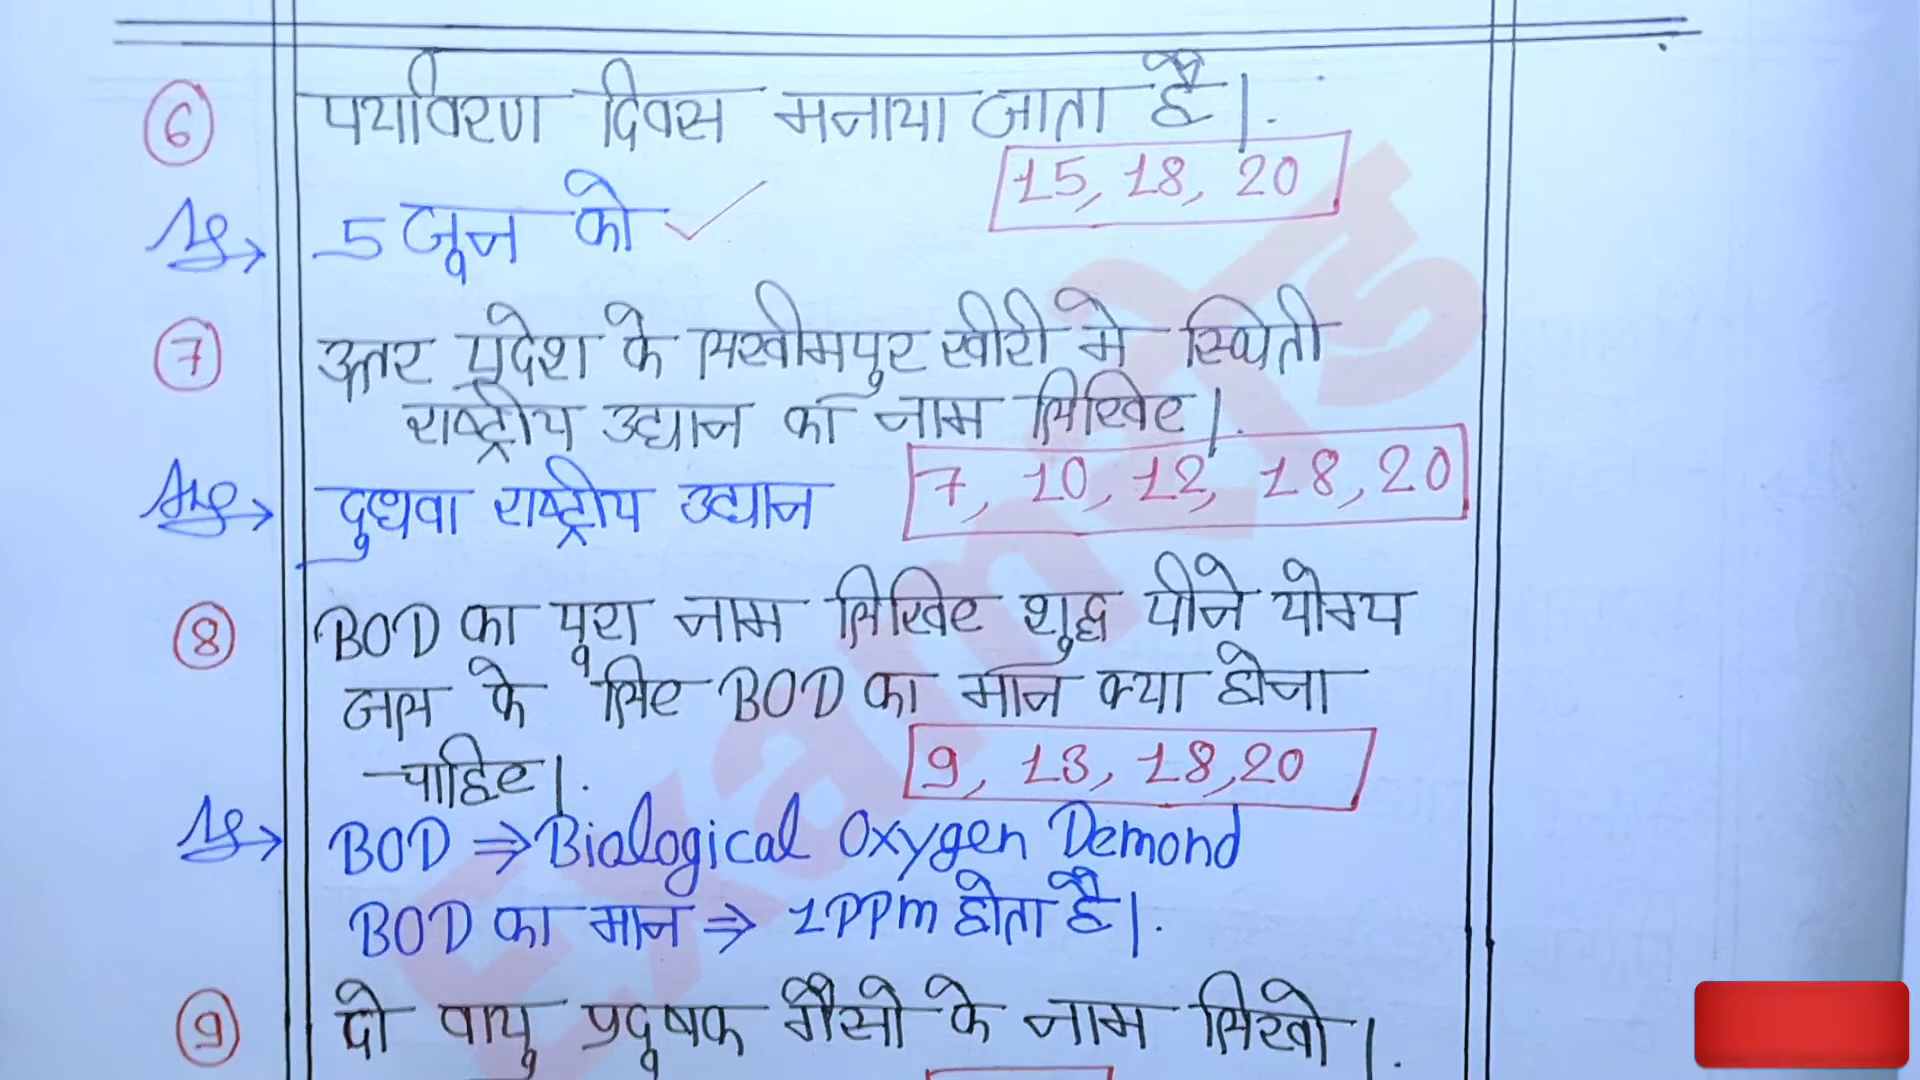 6 पर्यावरण दिवस मनाया जाता है।.
15, 18, 20
Ans→ 5 जून को ✓
7 उत्तर प्रदेश के लखीमपुर खीरी मे स्थिती
राष्ट्रीय उद्यान का नाम लिखिए।.
7, 10, 12, 18, 20
Ans→ दुधवा राष्ट्रीय उद्यान
8 BOD का पूरा नाम लिखिए शुद्ध पीने योग्य
जल के लिए BOD का मान क्या होना
चाहिए।.
9, 13, 18, 20
Ans→ BOD ⇒ Biological Oxygen Demond
BOD का मान ⇒ 1PPm होता है।.
9 दो वायु प्रदूषक गैसो के नाम लिखो।.
Exam Ts